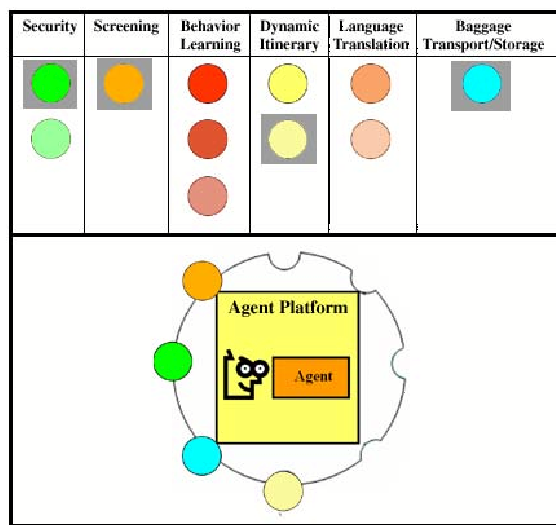 Security
Screening
Behavior
Learning
Dynamic
Itinerary
Language
Translation
Baggage
Transport/Storage
Agent Platform
Agent